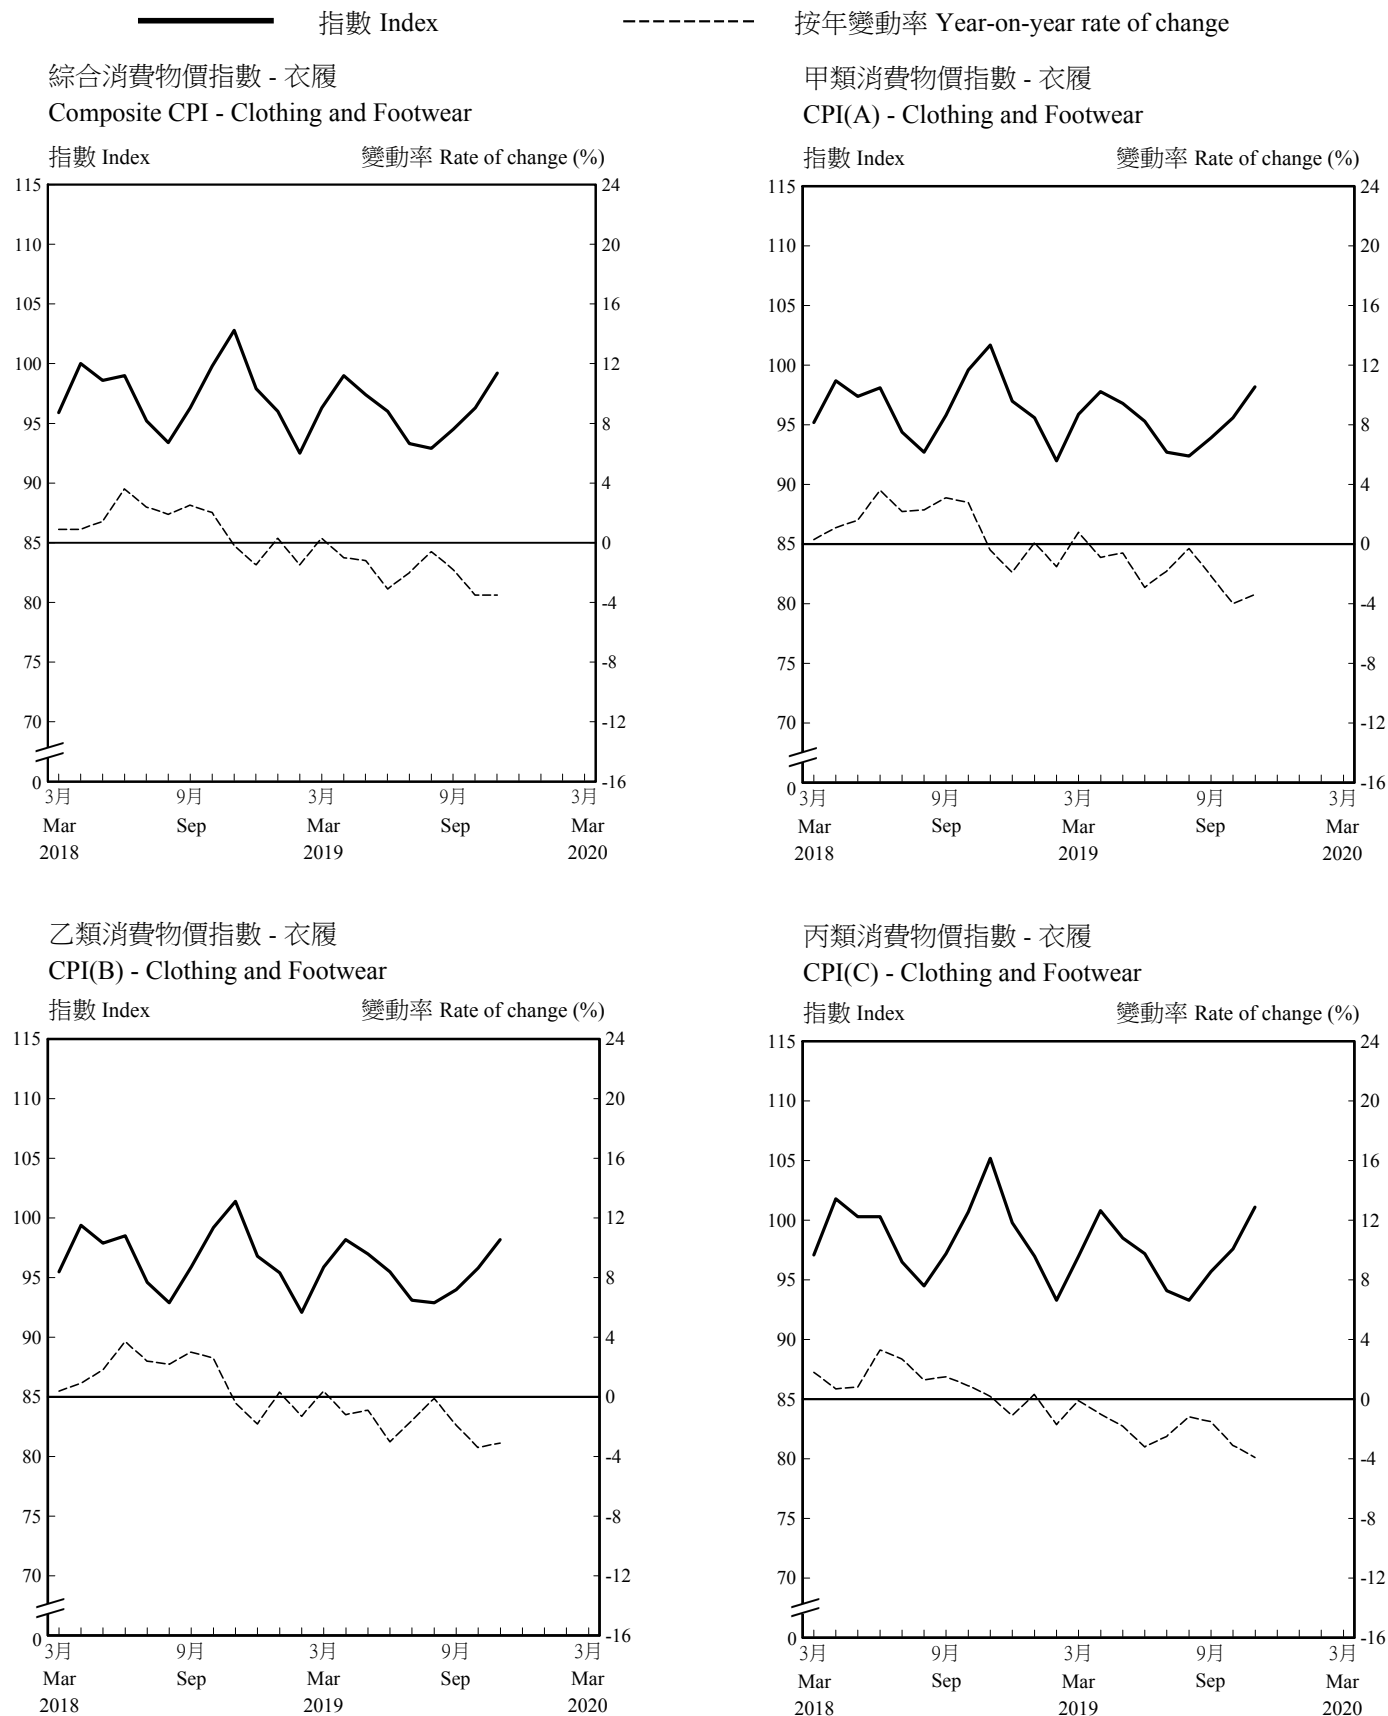 指數 Index
按年變動率 Year-on-year rate of change
綜合消費物價指數 - 衣履
Composite CPI - Clothing and Footwear
指數 Index 變動率 Rate of change (%)
115 24
110 20
105 16
100 12
95 8
90 4
85 0
80 -4
75 -8
70 -12
0 -16
3月 9月 3月 9月 3月
Mar Sep Mar Sep Mar
2018 2019 2020
甲類消費物價指數 - 衣履
CPI(A) - Clothing and Footwear
指數 Index 變動率 Rate of change (%)
115 24
110 20
105 16
100 12
95 8
90 4
85 0
80 -4
75 -8
70 -12
0 -16
3月 9月 3月 9月 3月
Mar Sep Mar Sep Mar
2018 2019 2020
乙類消費物價指數 - 衣履
CPI(B) - Clothing and Footwear
指數 Index 變動率 Rate of change (%)
115 24
110 20
105 16
100 12
95 8
90 4
85 0
80 -4
75 -8
70 -12
0 -16
3月 9月 3月 9月 3月
Mar Sep Mar Sep Mar
2018 2019 2020
丙類消費物價指數 - 衣履
CPI(C) - Clothing and Footwear
指數 Index 變動率 Rate of change (%)
115 24
110 20
105 16
100 12
95 8
90 4
85 0
80 -4
75 -8
70 -12
0 -16
3月 9月 3月 9月 3月
Mar Sep Mar Sep Mar
2018 2019 2020